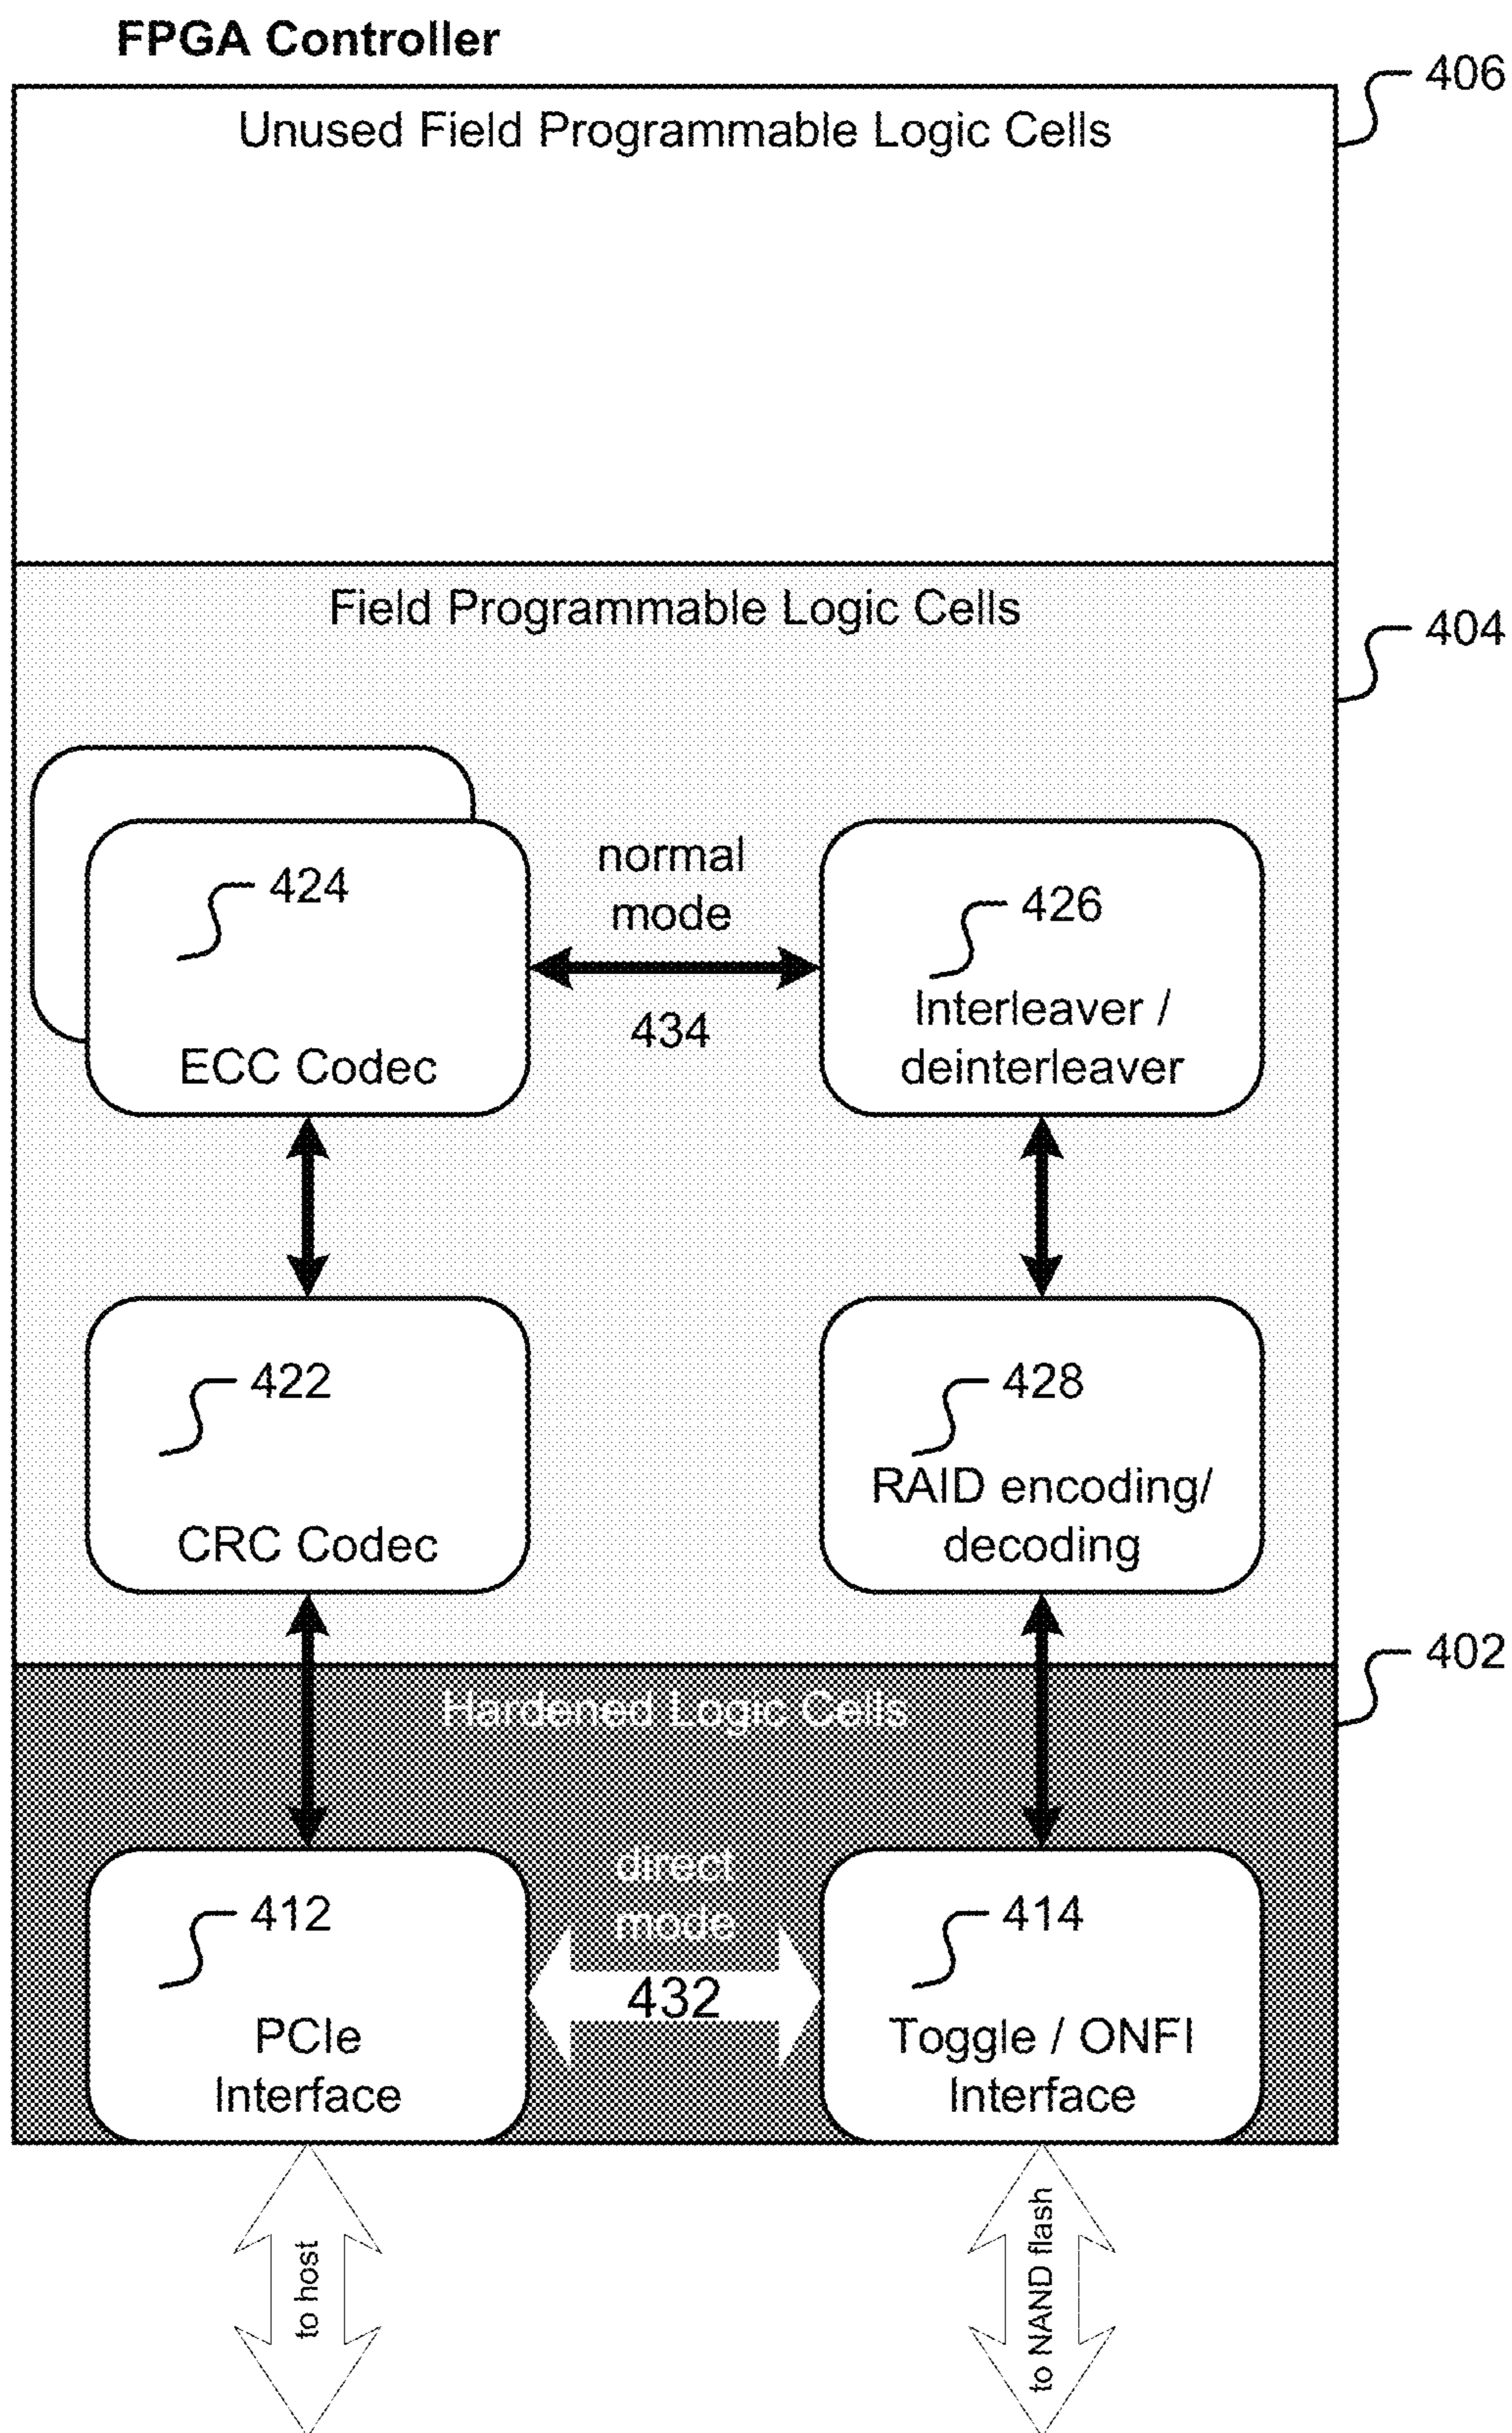 FPGA Controller
406
Unused Field Programmable Logic Cells
Field Programmable Logic Cells
404
424
ECC Codec
normal
mode
434
426
Interleaver /
deinterleaver
422
CRC Codec
428
RAID encoding/
decoding
402
Hardened Logic Cells
412
PCIe
Interface
direct
mode
432
414
Toggle / ONFI
Interface
to host
to NAND flash